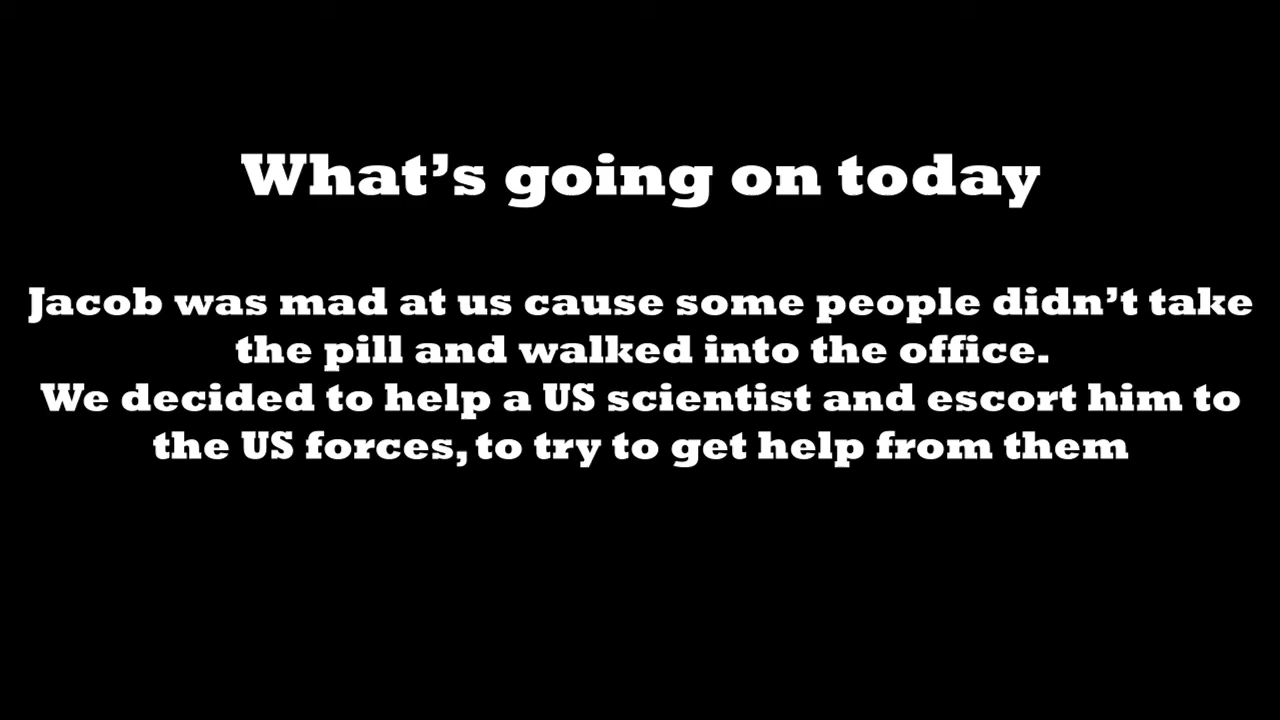 What’s going on today
Jacob was mad at us cause some people didn’t take
the pill and walked into the office.
We decided to help a US scientist and escort him to
the US forces, to try to get help from them